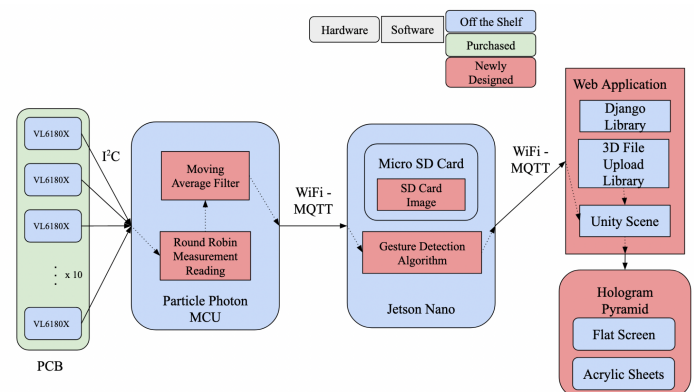 Hardware
Software
Off the Shelf
Purchased
Newly
Designed
VL6180X
VL6180X
VL6180X
x 10
VL6180X
PCB
I²C
Moving
Average Filter
Round Robin
Measurement
Reading
Particle Photon
MCU
WiFi -
MQTT
Micro SD Card
SD Card
Image
Gesture Detection
Algorithm
Jetson Nano
WiFi -
MQTT
Web Application
Django
Library
3D File
Upload
Library
Unity Scene
Hologram
Pyramid
Flat Screen
Acrylic Sheets